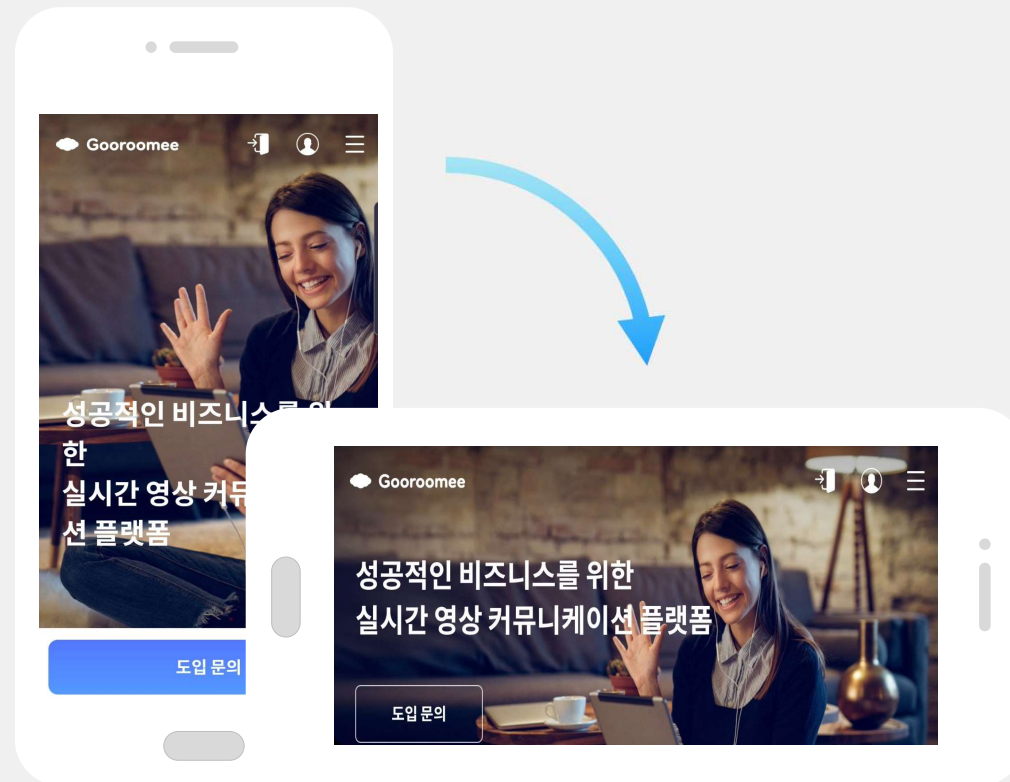 Gooroomee
성공적인 비즈니스를
한
실시간 영상 커뮤
션 플랫폼
도입 문의
Gooroomee
성공적인 비즈니스를 위한
실시간 영상 커뮤니케이션 플랫폼
도입 문의